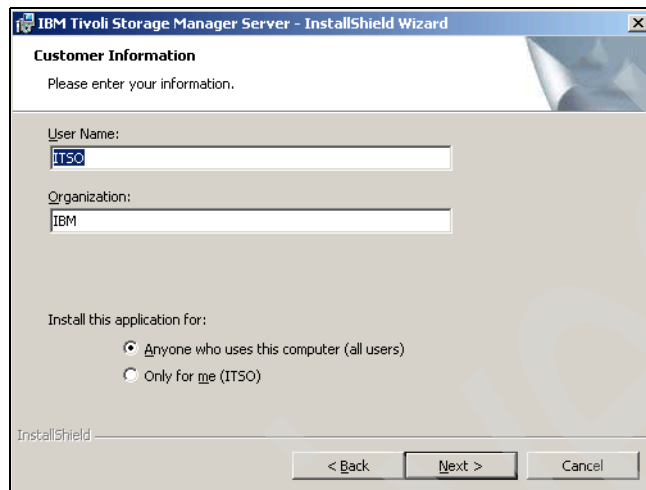 IBM Tivoli Storage Manager Server - InstallShield Wizard
Customer Information
Please enter your information.
User Name:
ITSO
Organization:
IBM
Install this application for:
Anyone who uses this computer (all users)
Only for me (ITSO)
InstallShield
< Back Next > Cancel